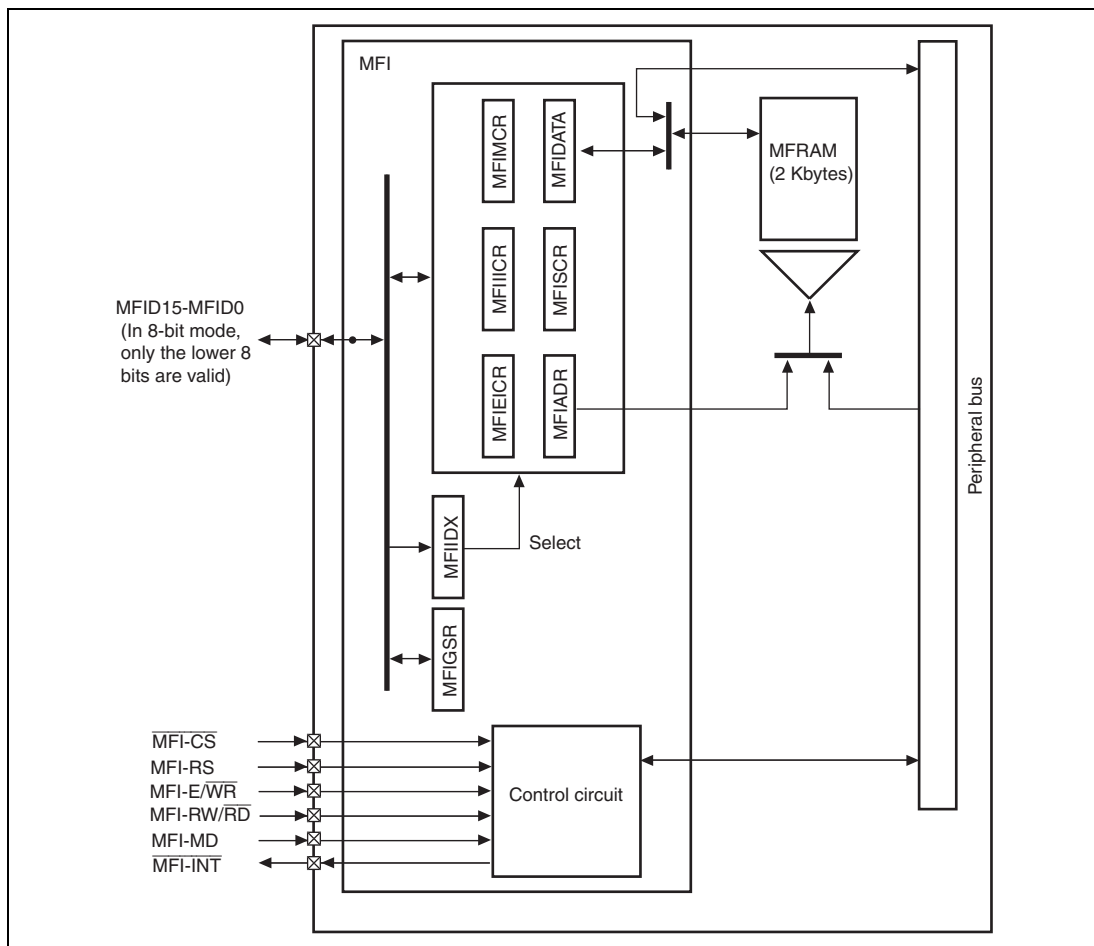 MFI
MFIMCR
MFIDATA
MFRAM
(2 Kbytes)
MFIIICR
MFISCR
MFID15-MFID0
(In 8-bit mode,
only the lower 8
bits are valid)
MFIEICR
MFIADR
Peripheral bus
MFIIDX
Select
MFIGSR
MFI-CS
MFI-RS
MFI-E/WR
MFI-RW/RD
MFI-MD
MFI-INT
Control circuit